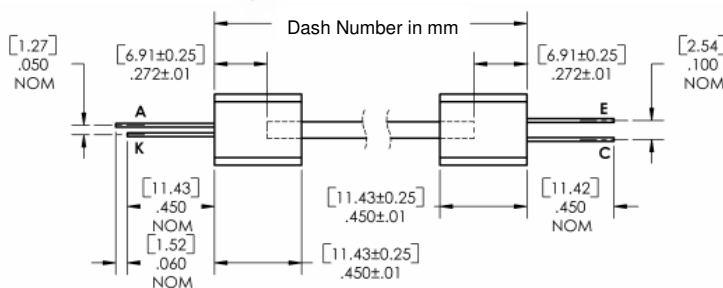 Dash Number in mm
[1.27]
.050
NOM
[6.91±0.25]
.272±.01
[6.91±0.25]
.272±.01
[2.54]
.100
NOM
A
K
E
C
[11.43]
.450
NOM
[11.43±0.25]
.450±.01
[11.42]
.450
NOM
[1.52]
.060
NOM
[11.43±0.25]
.450±.01